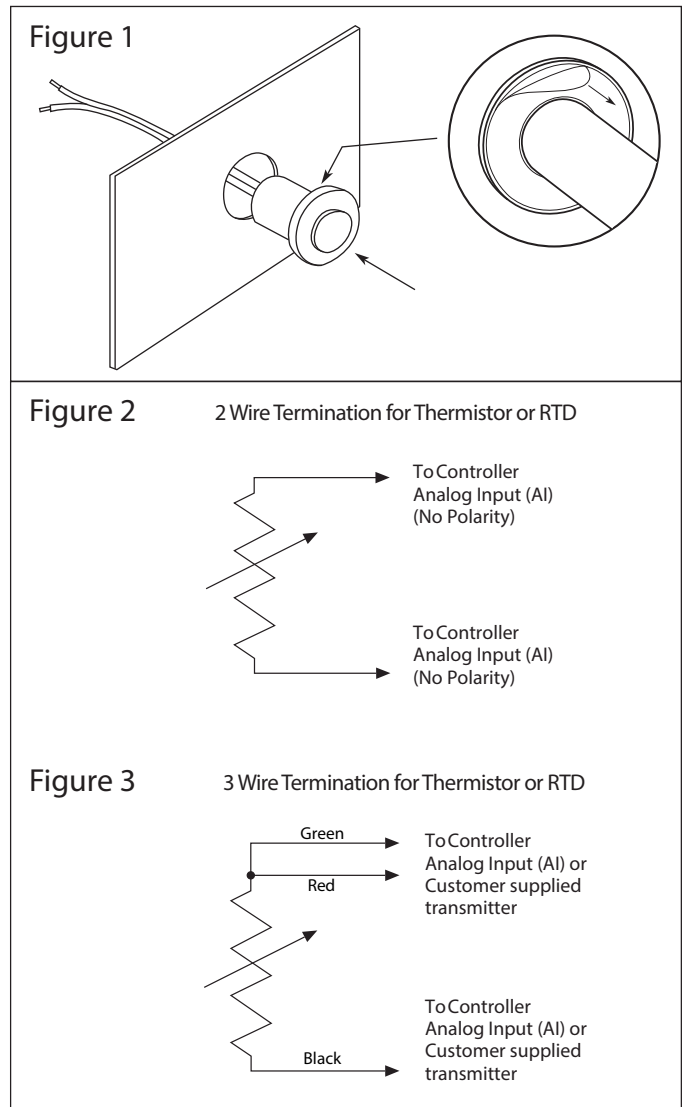 Figure 1
Figure 2
2 Wire Termination for Thermistor or RTD
To Controller
Analog Input (AI)
(No Polarity)
To Controller
Analog Input (AI)
(No Polarity)
Figure 3
3 Wire Termination for Thermistor or RTD
Green
Red
To Controller
Analog Input (AI) or
Customer supplied
transmitter
Black
To Controller
Analog Input (AI) or
Customer supplied
transmitter